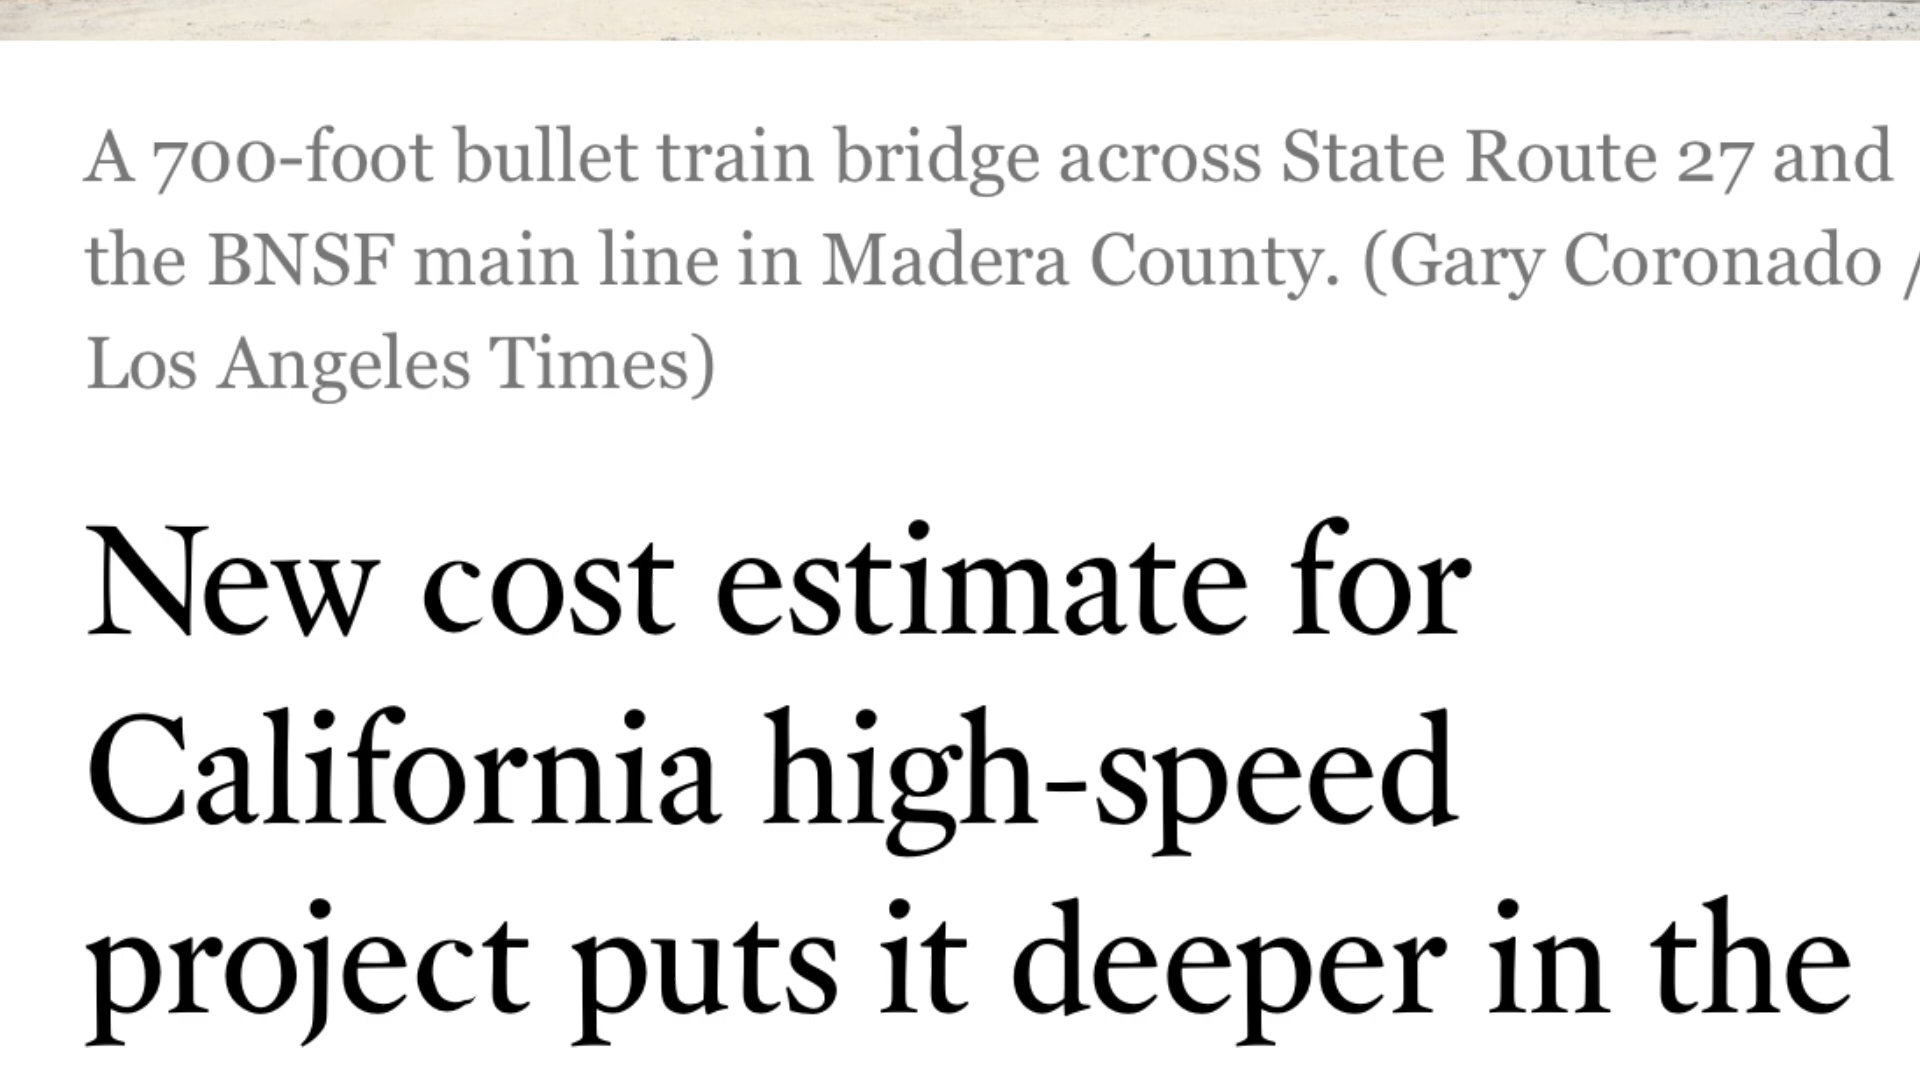 A 700-foot bullet train bridge across State Route 27 and
the BNSF main line in Madera County. (Gary Coronado /
Los Angeles Times)
New cost estimate for
California high-speed
project puts it deeper in the